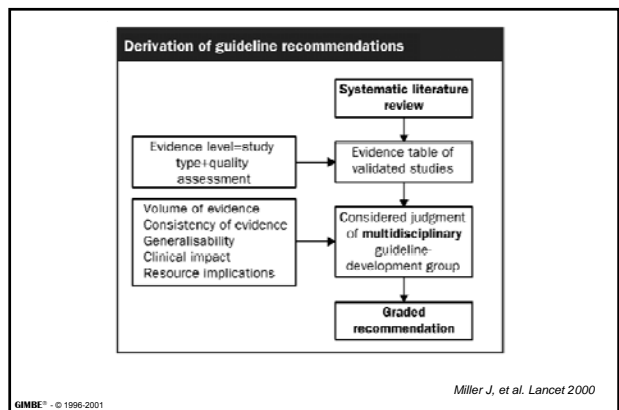 Derivation of guideline recommendations
Systematic literature
review
Evidence level=study
type+quality
assessment
Evidence table of
validated studies
Volume of evidence
Consistency of evidence
Generalisability
Clinical impact
Resource implications
Considered judgment
of multidisciplinary
guideline-
development group
Graded
recommendation
Miller J, et al. Lancet 2000
GIMBE® - © 1996-2001